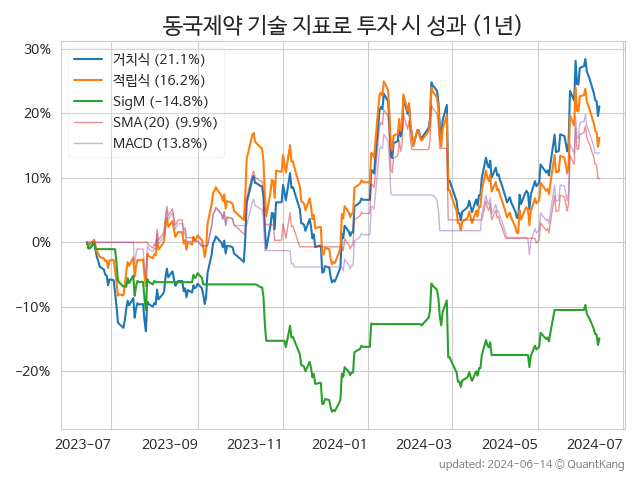 동국제약 기술 지표로 투자 시 성과 (1년)
30%
20%
10%
0%
−10%
−20%
거치식 (21.1%)
적립식 (16.2%)
SigM (−14.8%)
SMA(20) (9.9%)
MACD (13.8%)
2023-07 2023-09 2023-11 2024-01 2024-03 2024-05 2024-07
updated: 2024-06-14 © QuantKang